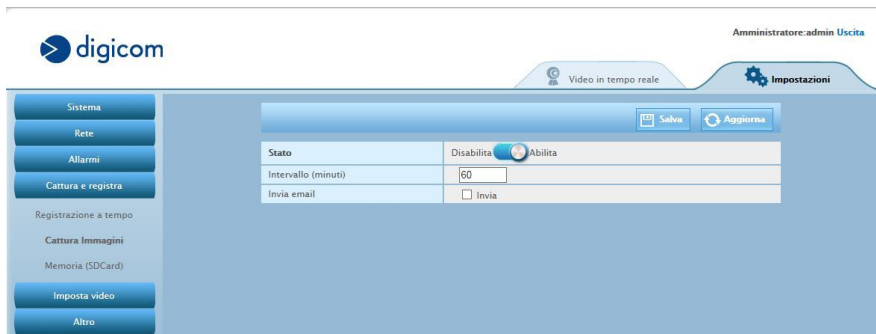 Amministratore:admin Uscita
digicom
Video in tempo reale
Impostazioni
Sistema
Rete
Allarmi
Cattura e registra
Registrazione a tempo
Cattura Immagini
Memoria (SDCard)
Imposta video
Altro
Salva Aggiorna
Stato Disabilita Abilita
Intervallo (minuti) 60
Invia email Invia